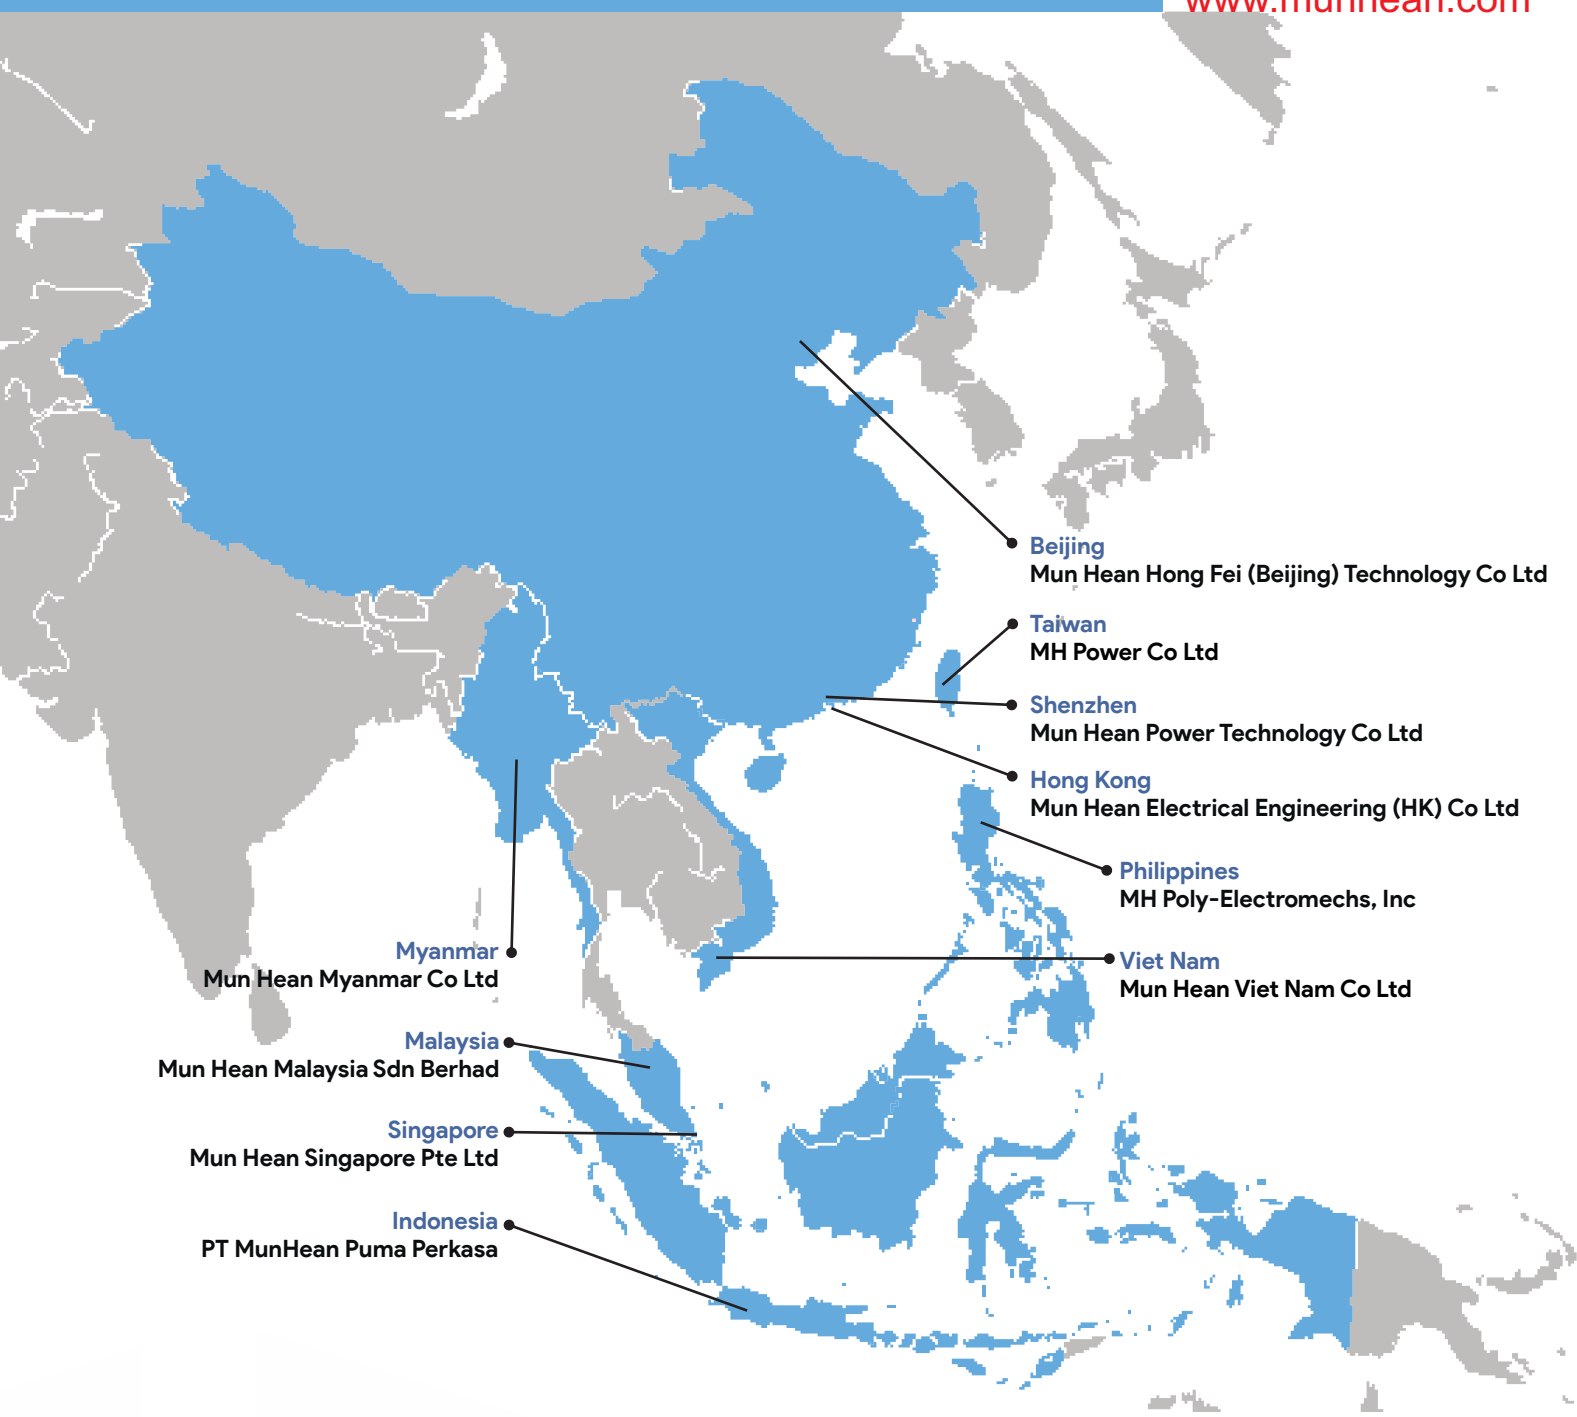 www.munhean.com
Beijing
Mun Hean Hong Fei (Beijing) Technology Co Ltd
Taiwan
MH Power Co Ltd
Shenzhen
Mun Hean Power Technology Co Ltd
Hong Kong
Mun Hean Electrical Engineering (HK) Co Ltd
Philippines
MH Poly-Electromechs, Inc
Viet Nam
Mun Hean Viet Nam Co Ltd
Myanmar
Mun Hean Myanmar Co Ltd
Malaysia
Mun Hean Malaysia Sdn Berhad
Singapore
Mun Hean Singapore Pte Ltd
Indonesia
PT MunHean Puma Perkasa